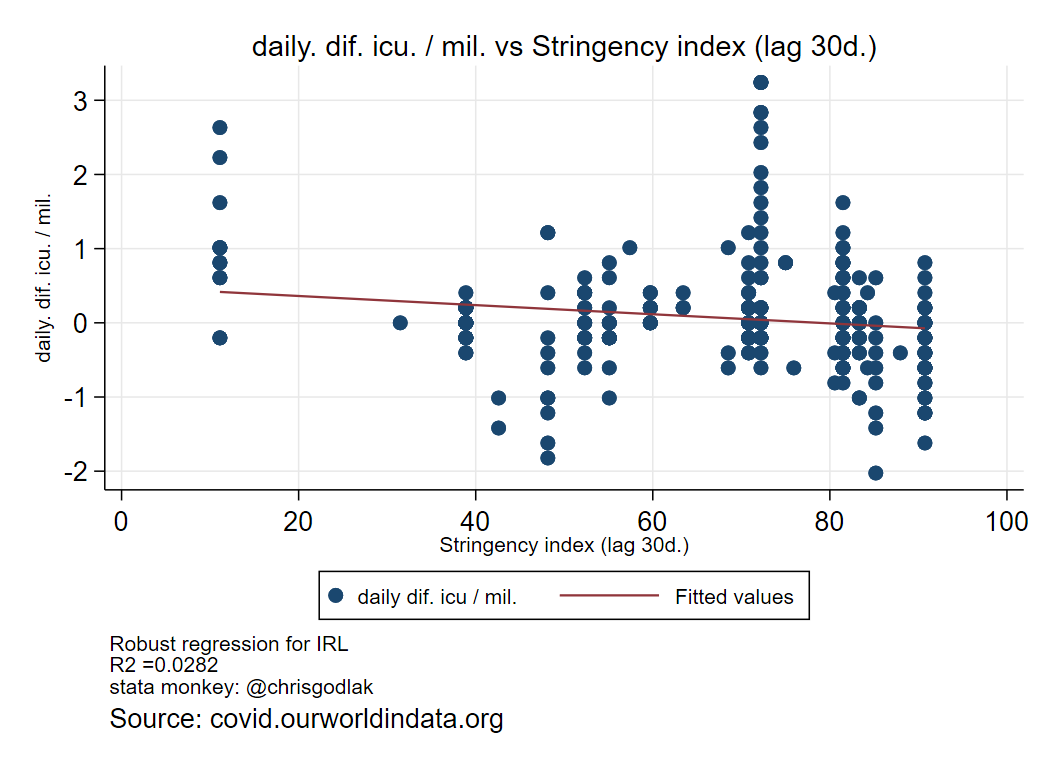 daily. dif. icu. / mil. vs Stringency index (lag 30d.)
daily. dif. icu. / mil.
3
2
1
0
-1
-2
0 20 40 60 80 100
Stringency index (lag 30d.)
daily dif. icu / mil. Fitted values
Robust regression for IRL
R2 =0.0282
stata monkey: @chrisgodlak
Source: covid.ourworldindata.org